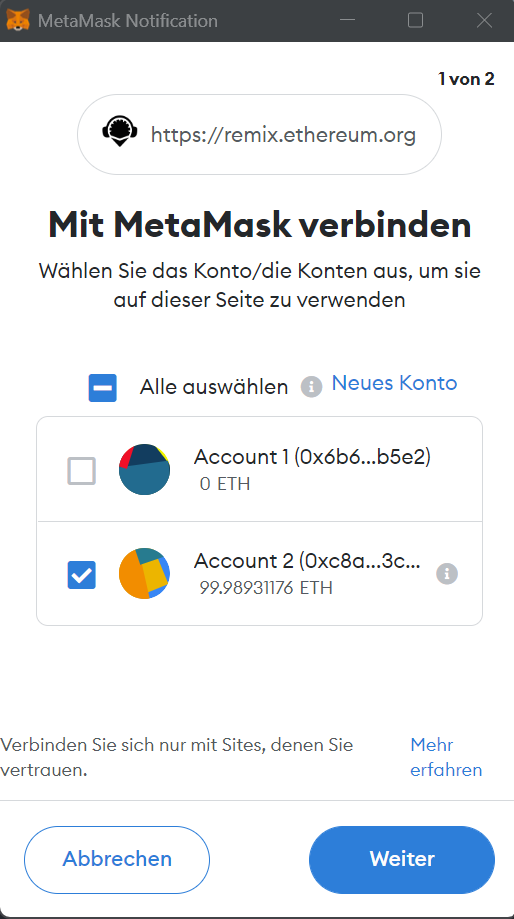 MetaMask Notification
1 von 2
https://remix.ethereum.org
Mit MetaMask verbinden
Wählen Sie das Konto/die Konten aus, um sie
auf dieser Seite zu verwenden
Alle auswählen
Neues Konto
Account 1 (0x6b6...b5e2)
0 ETH
Account 2 (0xc8a...3c...
99.98931176 ETH
Verbinden Sie sich nur mit Sites, denen Sie
vertrauen.
Mehr
erfahren
Abbrechen
Weiter